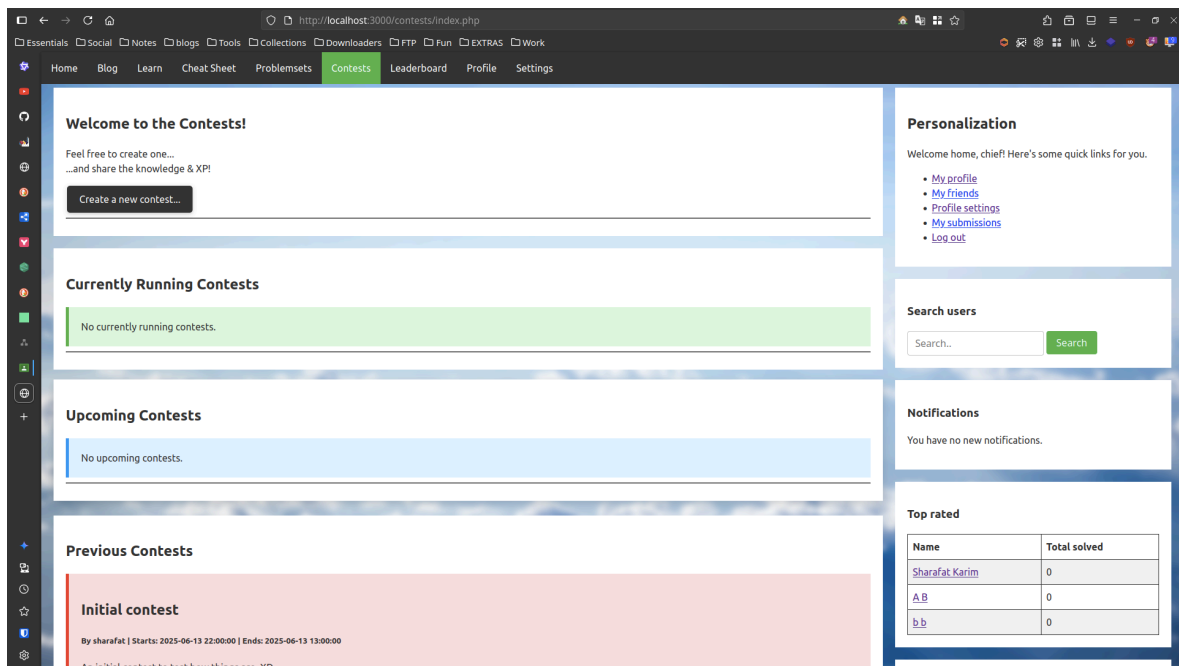 http://localhost:3000/contests/index.php
Essentials Social Notes blogs Tools Collections Downloaders FTP Fun EXTRAS Work
Home Blog Learn Cheat Sheet Problemsets Contests Leaderboard Profile Settings
Welcome to the Contests!
Feel free to create one...
...and share the knowledge & XP!
Create a new contest...
Currently Running Contests
No currently running contests.
Upcoming Contests
No upcoming contests.
Previous Contests
Initial contest
By sharafat | Starts: 2025-06-13 22:00:00 | Ends: 2025-06-13 13:00:00
Personalization
Welcome home, chief! Here's some quick links for you.
My profile
My friends
Profile settings
My submissions
Log out
Search users
Search.. Search
Notifications
You have no new notifications.
Top rated
Name Total solved
Sharafat Karim 0
A B 0
b b 0